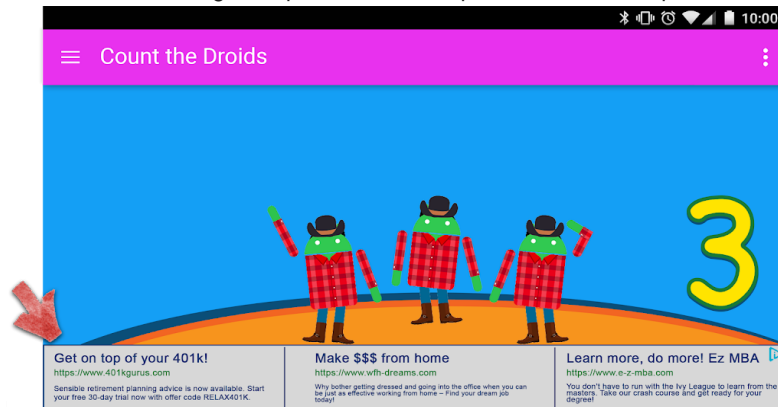 10:00
Count the Droids
3
Get on top of your 401k!
https://www.401kgurus.com
Sensible retirement planning advice is now available. Start
your free 30-day trial now with offer code RELAX401K.
Make $$$ from home
https://www.wfh-dreams.com
Why bother getting dressed and going into the office when you can
be just as effective working from home – Find your dream job
today!
Learn more, do more! Ez MBA
https://www.e-z-mba.com
You don't have to run with the Ivy League to learn from the
masters. Take our crash course and get ready for your
degree!